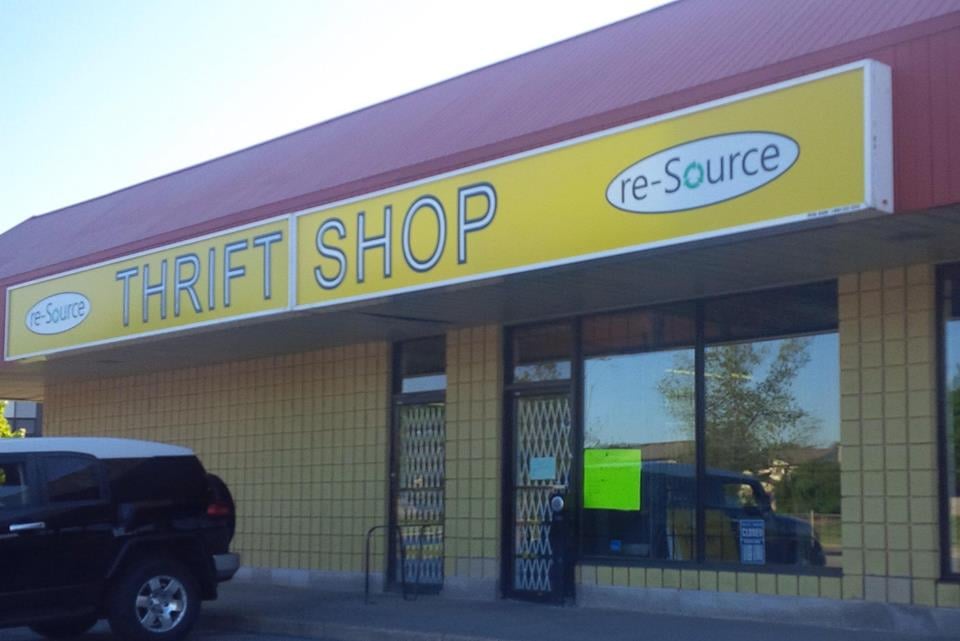 re-Source
THRIFT SHOP
re-Source
CLOSED